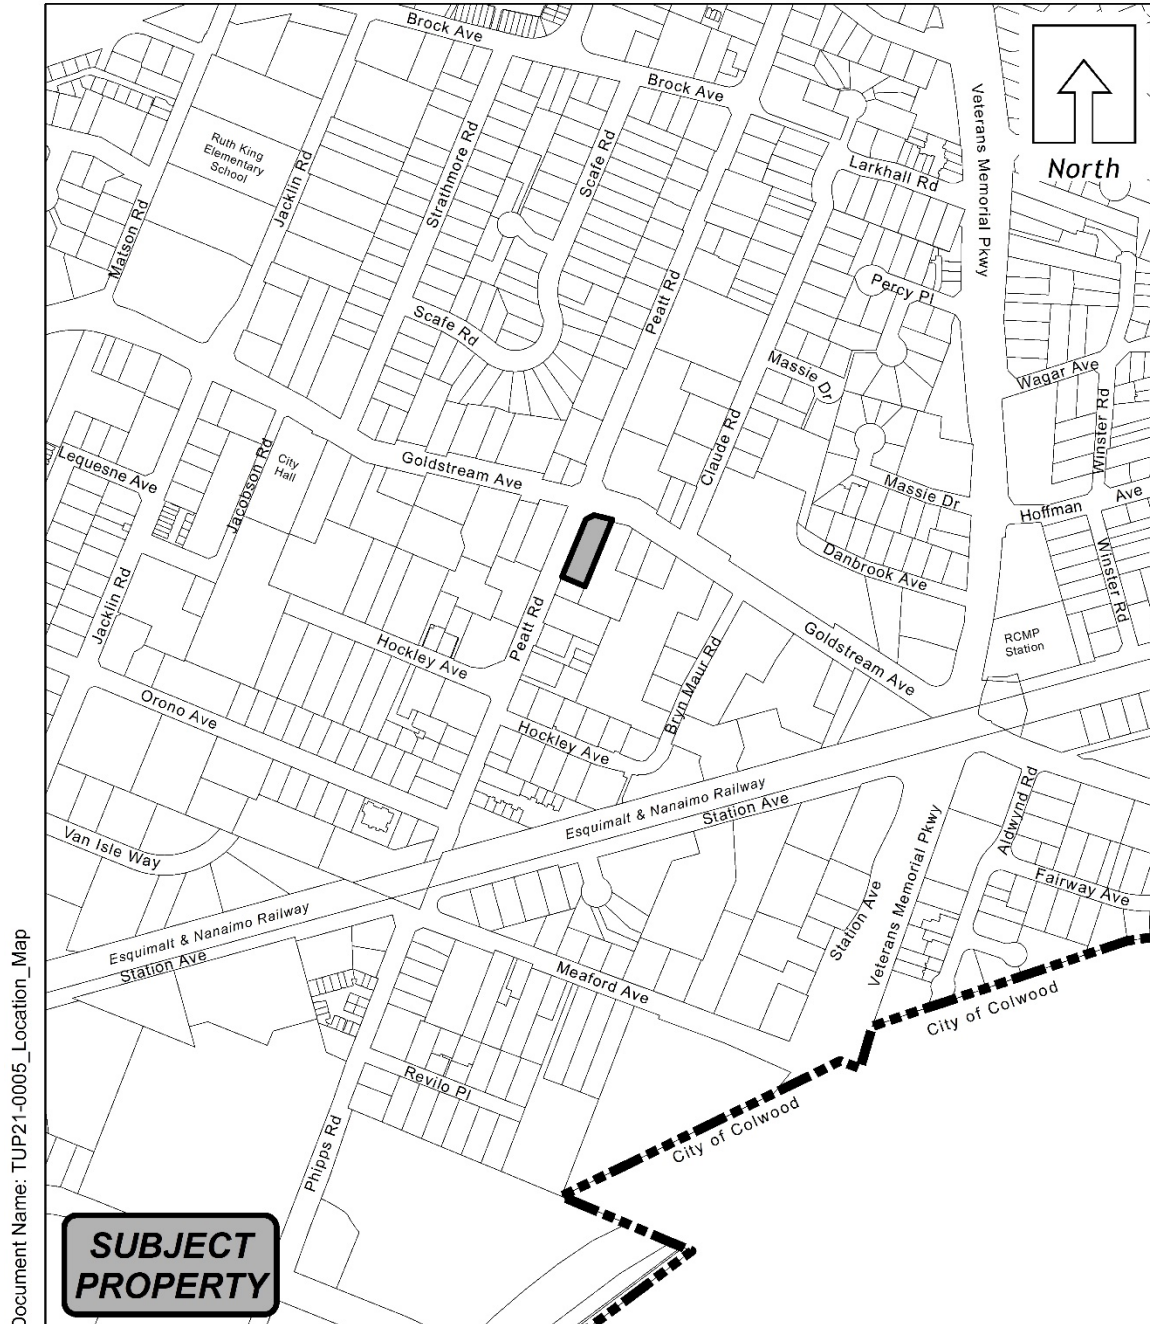 Brock Ave
Brock Ave
Veterans Memorial Pkwy
North
Ruth King
Elementary
School
Jacklin Rd
Strathmore Rd
Scafe Rd
Larkhall Rd
Matson Rd
Peatt Rd
Percy Pl
Scafe Rd
Massie Dr
Wagar Ave
Winster Rd
Claude Rd
Lequesne Ave
City
Hall
Jacobson Rd
Goldstream Ave
Massie Dr
Hoffman Ave
Danbrook Ave
Winster Rd
Jacklin Rd
Peatt Rd
Hockley Ave
Goldstream Ave
RCMP
Station
Bryn Maur Rd
Orono Ave
Hockley Ave
Esquimalt & Nanaimo Railway
Station Ave
Aldwynd Rd
Van Isle Way
Veterans Memorial Pkwy
Fairway Ave
Station Ave
Esquimalt & Nanaimo Railway
Station Ave
Meaford Ave
City of Colwood
Revilo Pl
City of Colwood
Phipps Rd
SUBJECT
PROPERTY
Document Name: TUP21-0005_Location_Map